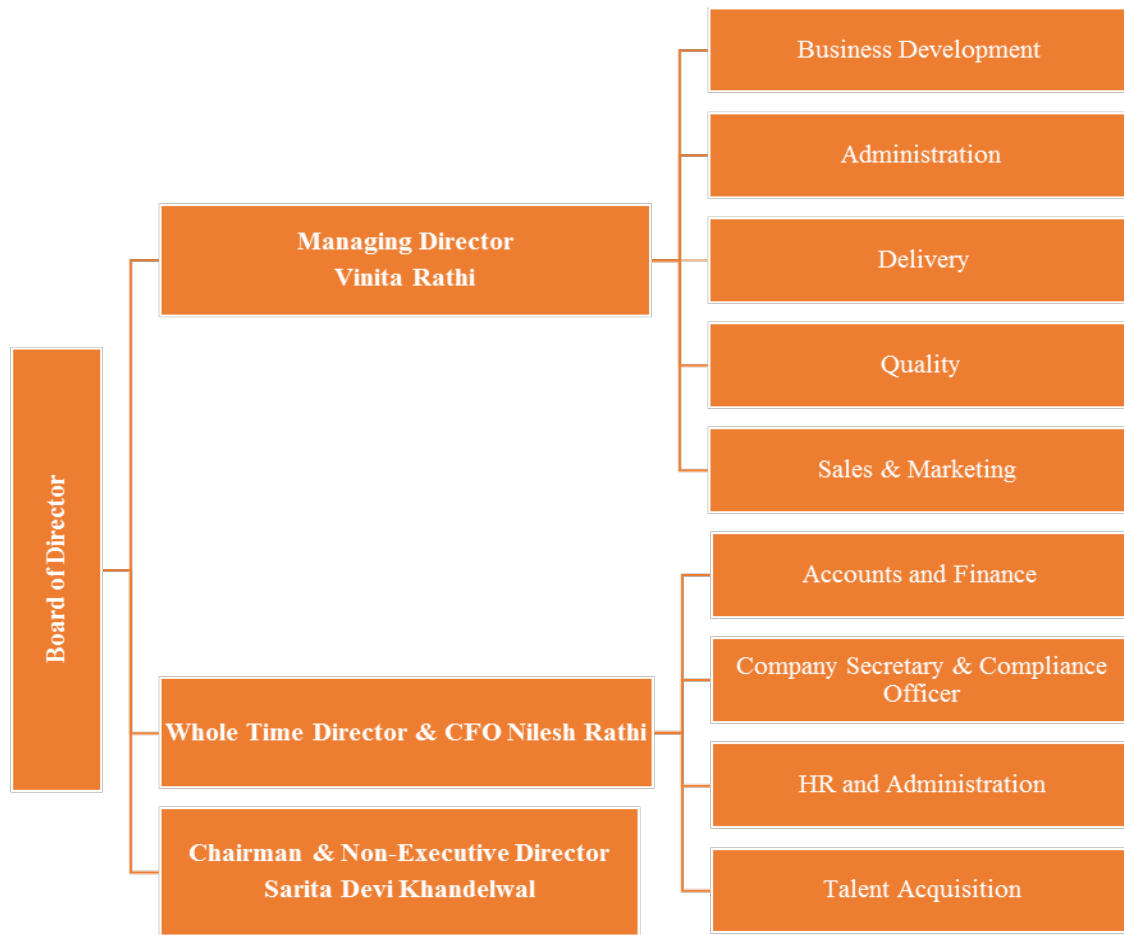 Board of Director
Managing Director
Vinita Rathi
Business Development
Administration
Delivery
Quality
Sales & Marketing
Whole Time Director & CFO Nilesh Rathi
Accounts and Finance
Company Secretary & Compliance
Officer
HR and Administration
Talent Acquisition
Chairman & Non-Executive Director
Sarita Devi Khandelwal